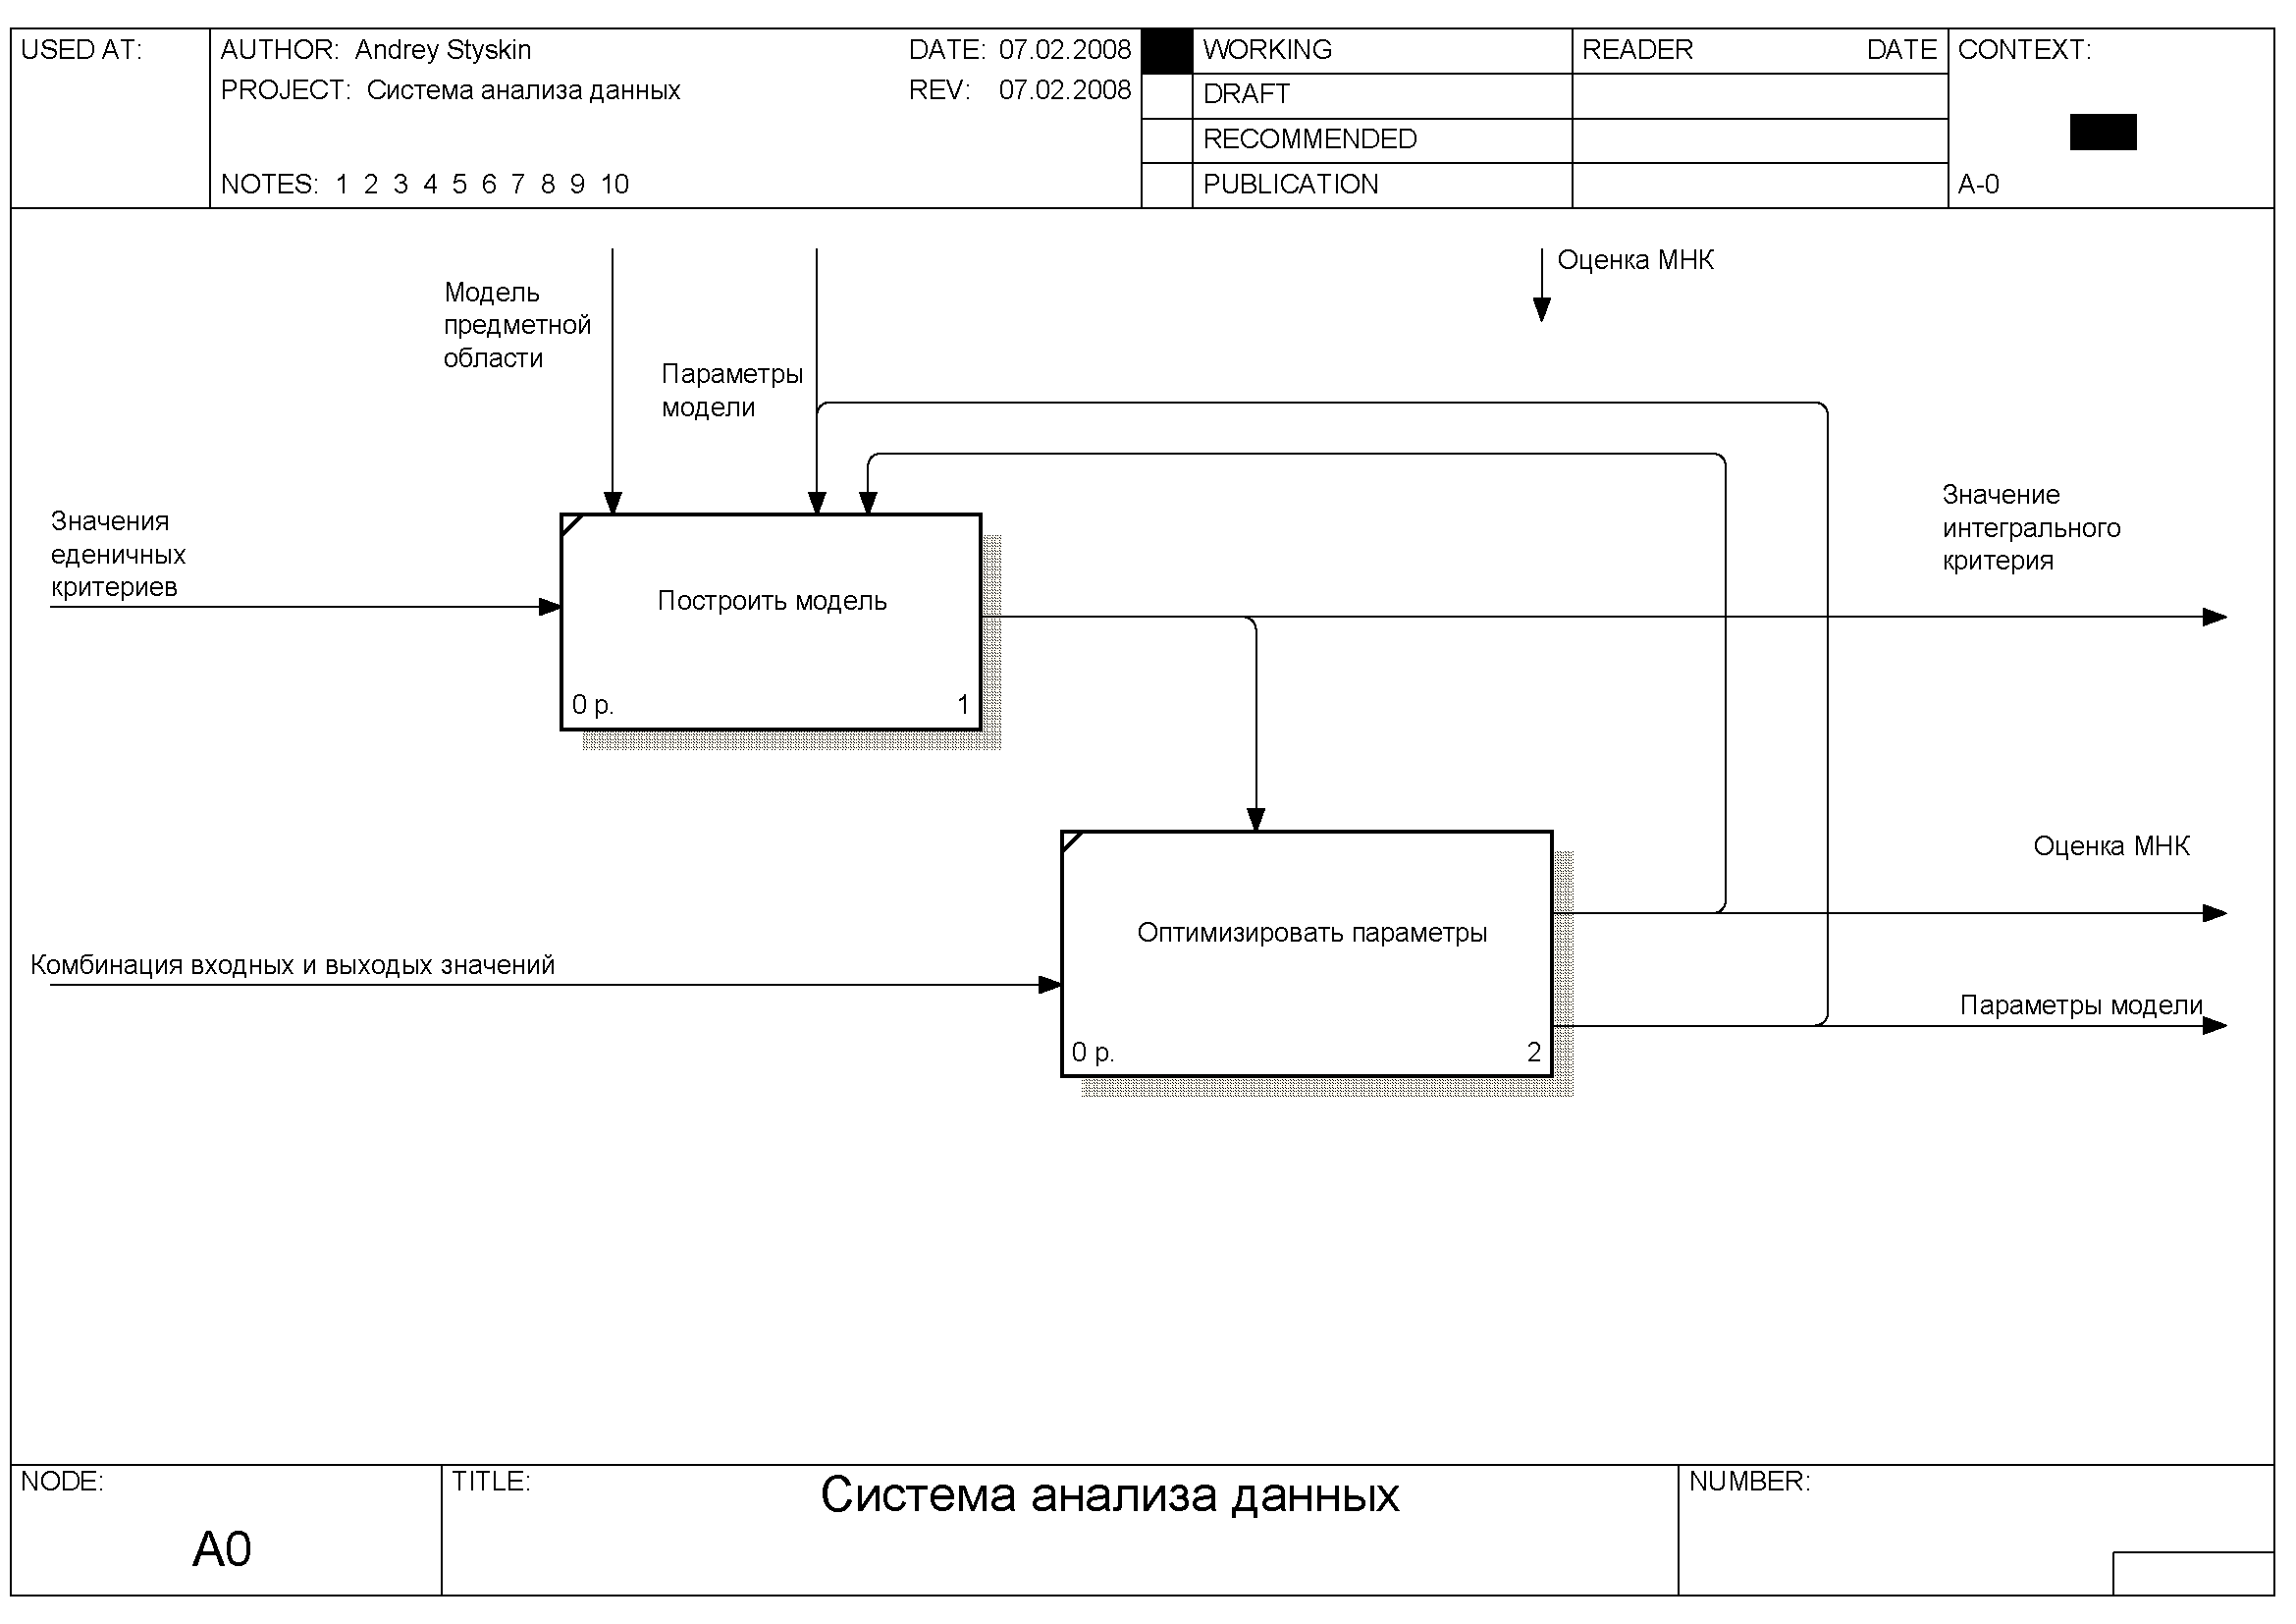 USED AT:
AUTHOR: Andrey Styskin
DATE: 07.02.2008
PROJECT: Система анализа данных
REV: 07.02.2008
NOTES: 1 2 3 4 5 6 7 8 9 10
WORKING
DRAFT
RECOMMENDED
PUBLICATION
READER DATE
CONTEXT:
A-0
Оценка МНК
Модель
предметной
области
Параметры
модели
Значения
еденичных
критериев
Значение
интегрального
критерия
Построить модель
0 р. 1
Оценка МНК
Оптимизировать параметры
Комбинация входных и выходых значений
Параметры модели
0 р. 2
NODE:
A0
TITLE:
Система анализа данных
NUMBER: